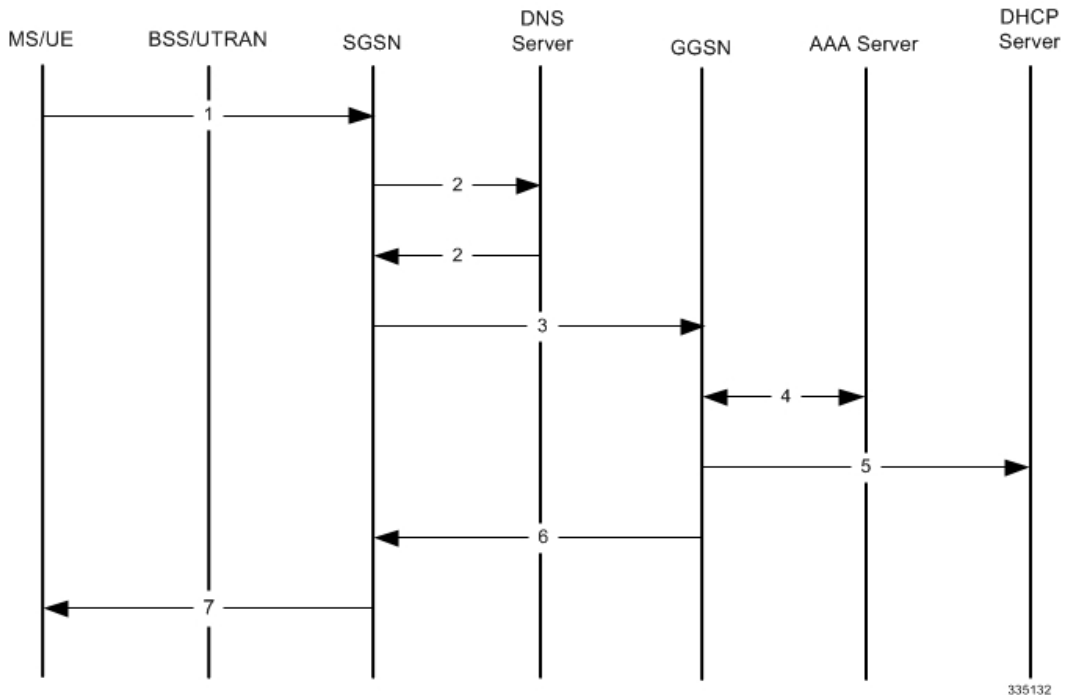 MS/UE
BSS/UTRAN
SGSN
DNS
Server
GGSN
AAA Server
DHCP
Server
1
2
2
3
4
5
6
7
335132